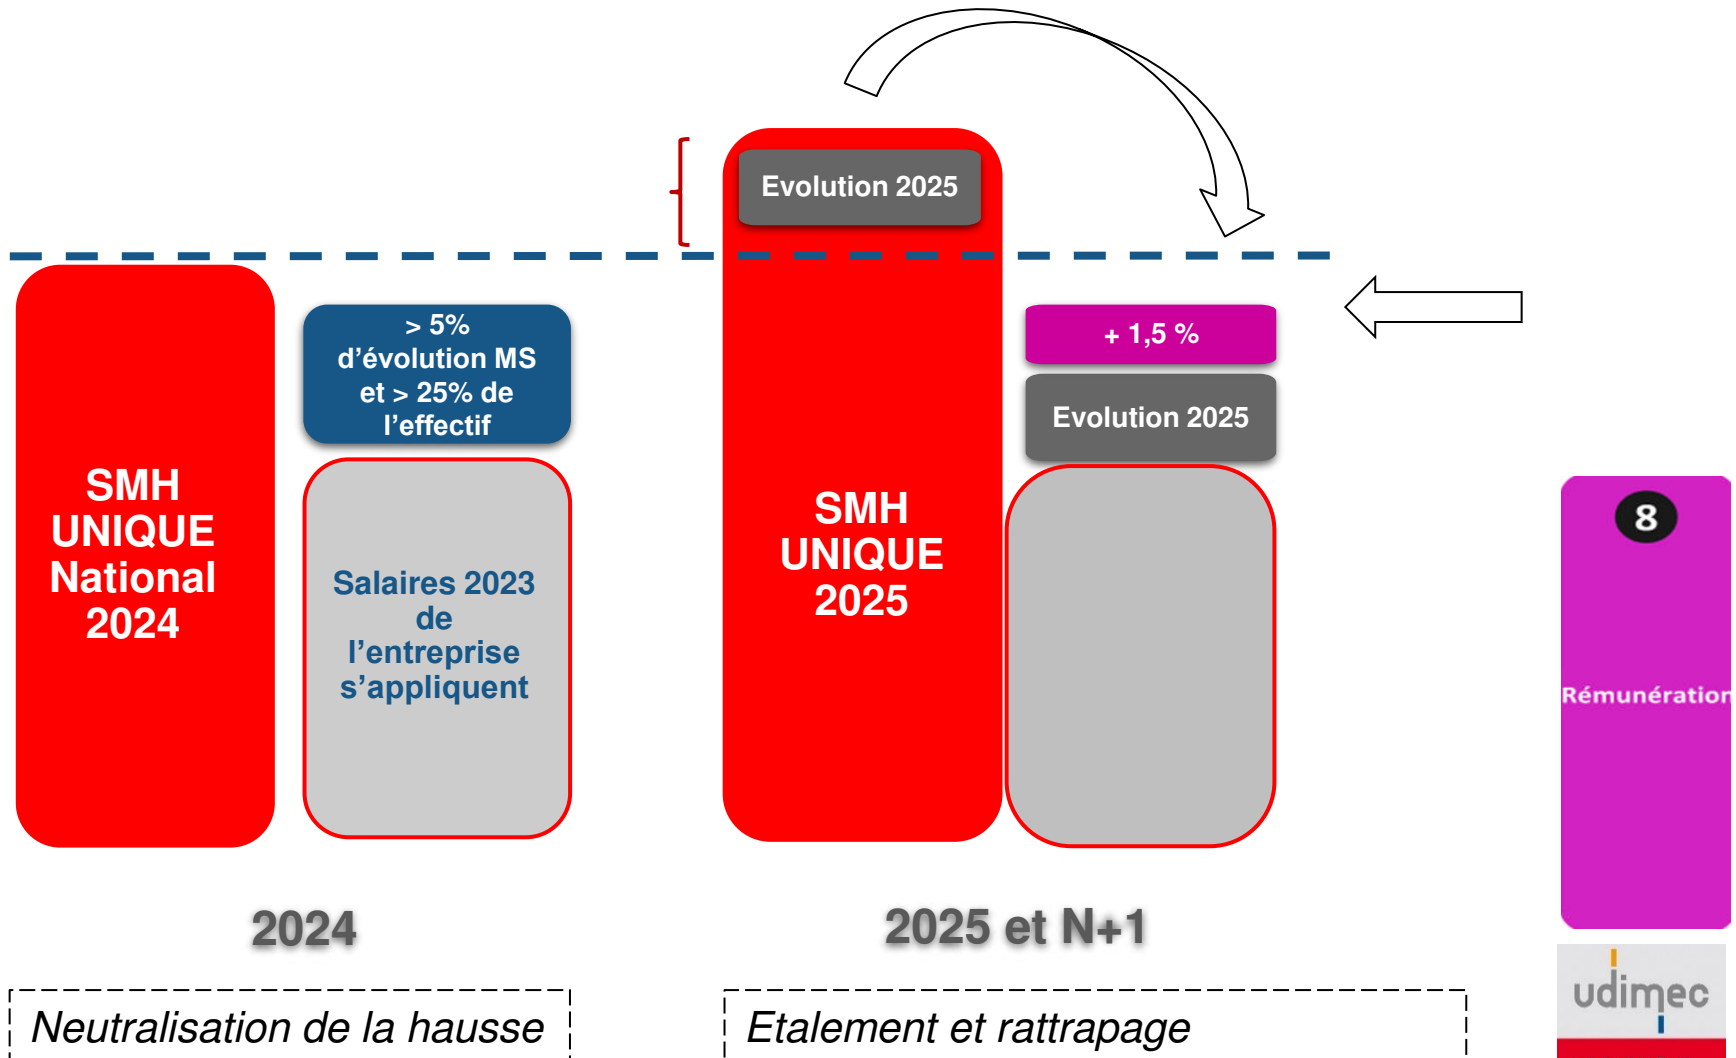 Evolution 2025
> 5%
d’évolution MS
et > 25% de
l’effectif
+ 1,5 %
Evolution 2025
SMH
UNIQUE
National
2024
Salaires 2023
de
l’entreprise
s’appliquent
SMH
UNIQUE
2025
8
Rémunération
2024
2025 et N+1
udimec
Neutralisation de la hausse
Etalement et rattrapage